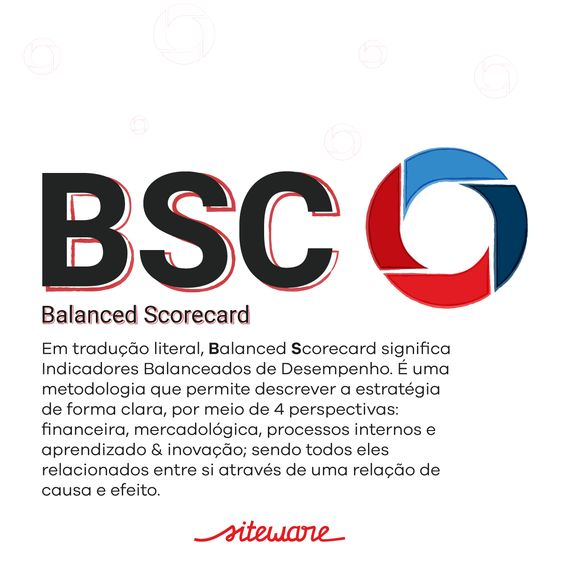 BSC
Balanced Scorecard
Em tradução literal, Balanced Scorecard significa
Indicadores Balanceados de Desempenho. É uma
metodologia que permite descrever a estratégia
de forma clara, por meio de 4 perspectivas:
financeira, mercadológica, processos internos e
aprendizado & inovação; sendo todos eles
relacionados entre si através de uma relação de
causa e efeito.
siteware